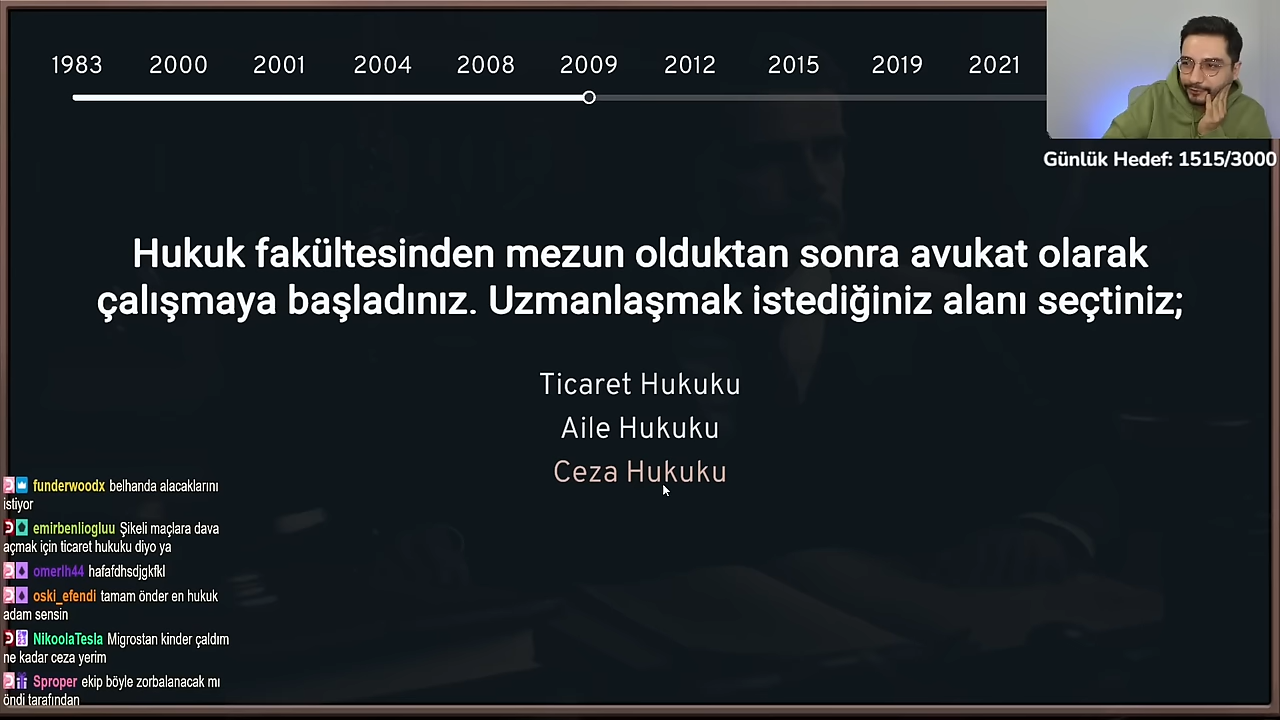 1983 2000 2001 2004 2008 2009 2012 2015 2019 2021
Günlük Hedef: 1515/3000
Hukuk fakültesinden mezun olduktan sonra avukat olarak
çalışmaya başladınız. Uzmanlaşmak istediğiniz alanı seçtiniz;
Ticaret Hukuku
Aile Hukuku
Ceza Hukuku
funderwoodx belhanda alacaklarını
istiyor
emirbenliogluu Şikeli maçlara dava
açmak için ticaret hukuku diyo ya
omerlh44 hafafdhsdjgkfkl
oski_efendi tamam önder en hukuk
adam sensin
NikoolaTesla Migrostan kinder çaldım
ne kadar ceza yerim
Sproper ekip böyle zorbalanacak mı
öndi tarafından